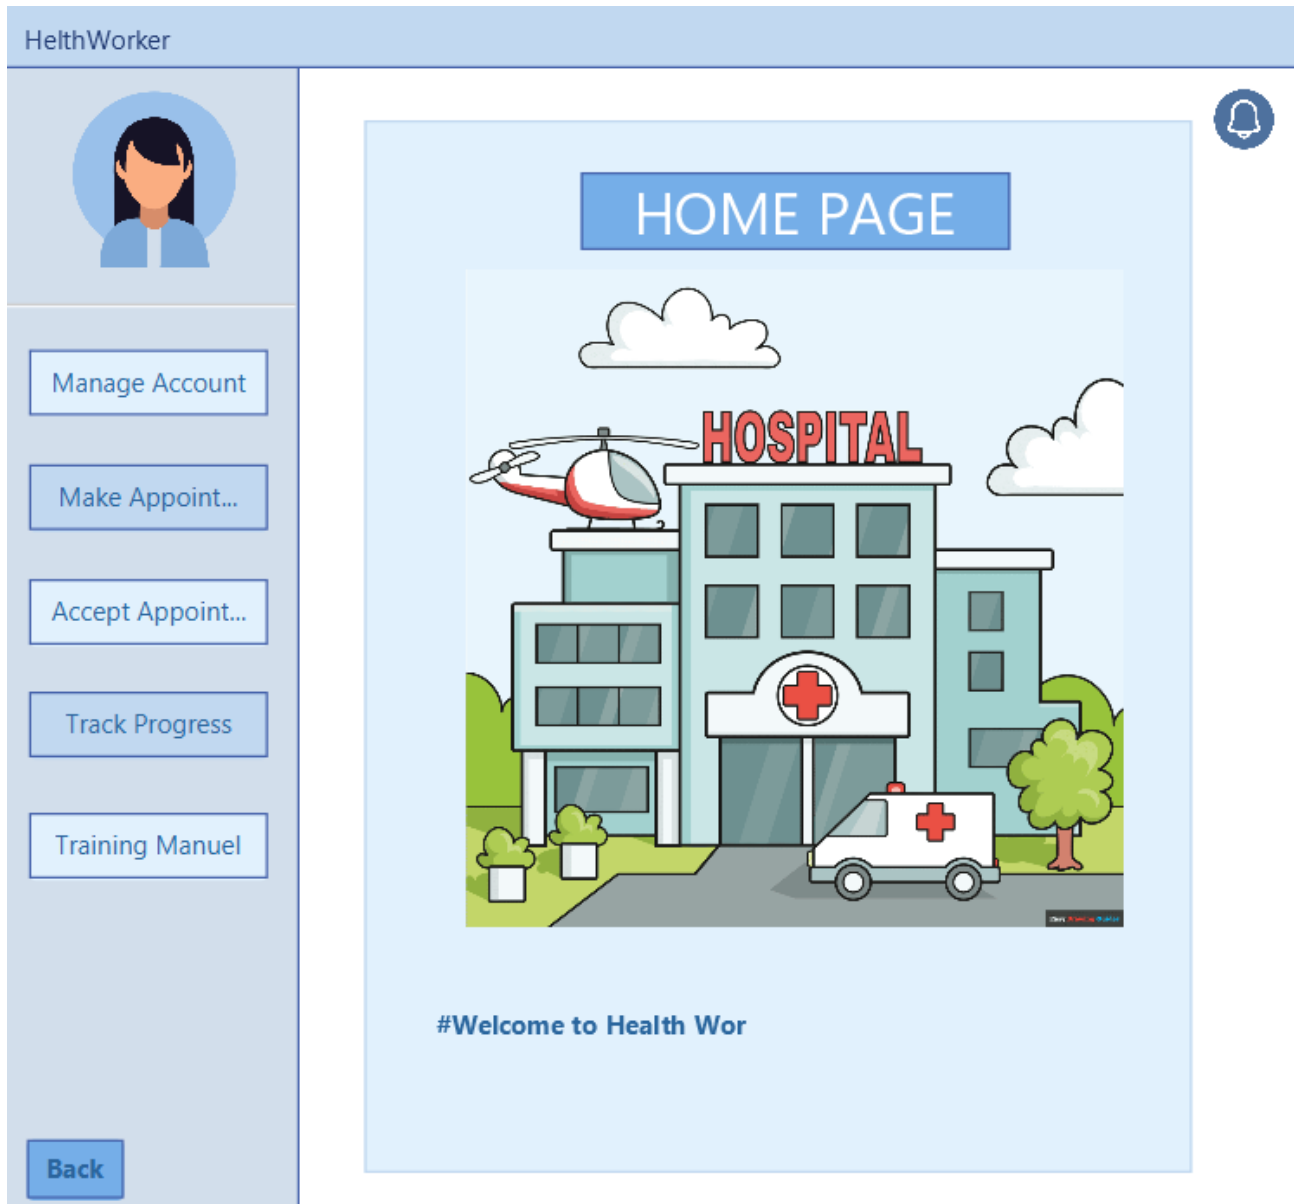 HelthWorker
HOME PAGE
Manage Account
Make Appoint...
Accept Appoint...
Track Progress
Training Manuel
HOSPITAL
#Welcome to Health Wor
Back